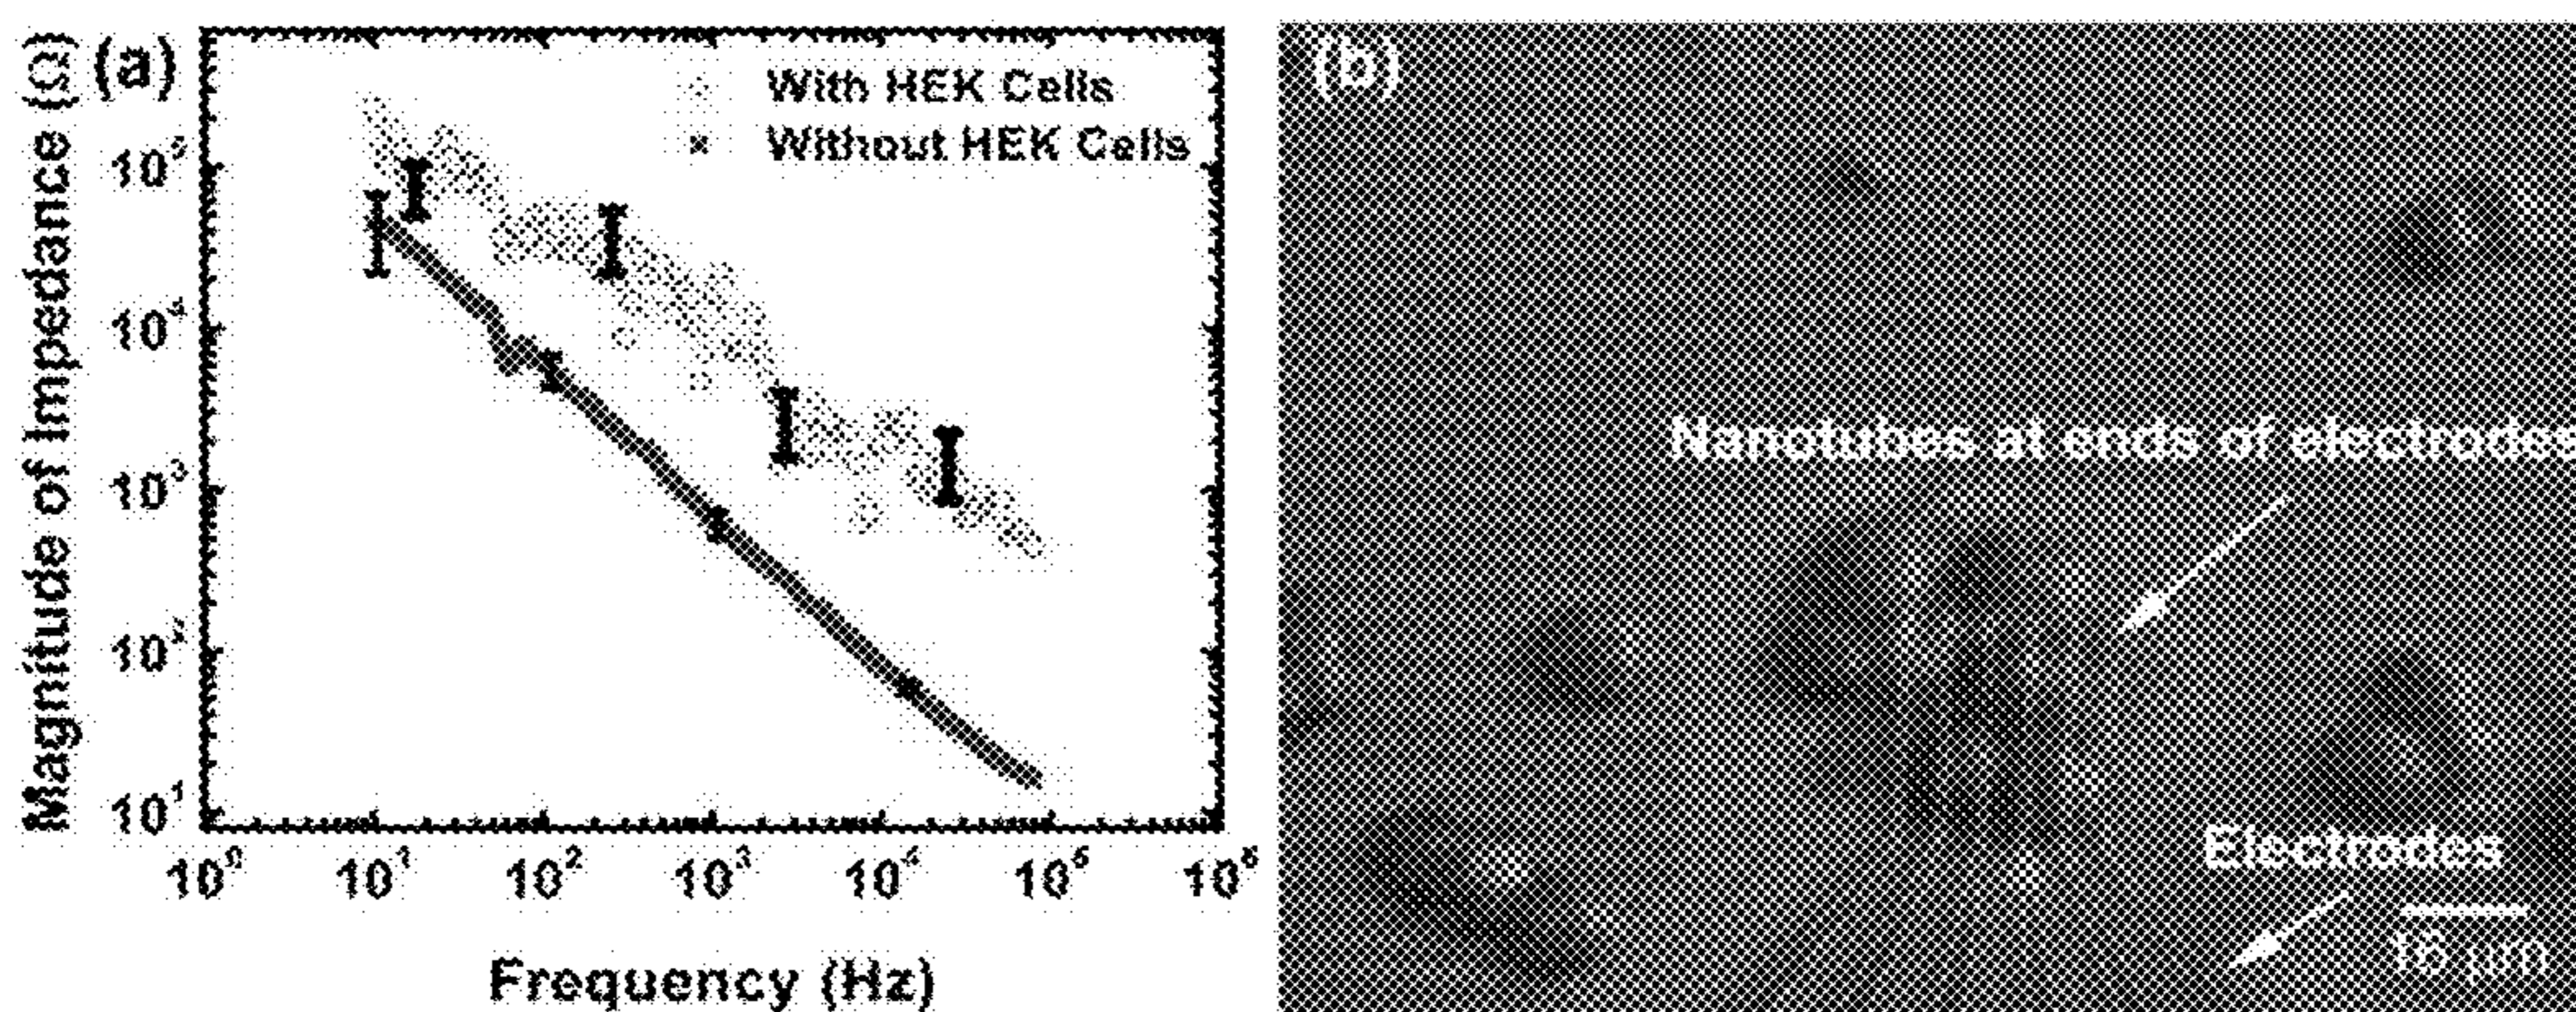 (a)
With HEK Cells
Without HEK Cells
Magnitude of Impedance (Ω)
10⁵
10⁴
10³
10²
10¹
10⁰ 10¹ 10² 10³ 10⁴ 10⁵ 10⁶
Frequency (Hz)
(b)
Nanotubes at ends of electrodes
Electrodes
16 μm